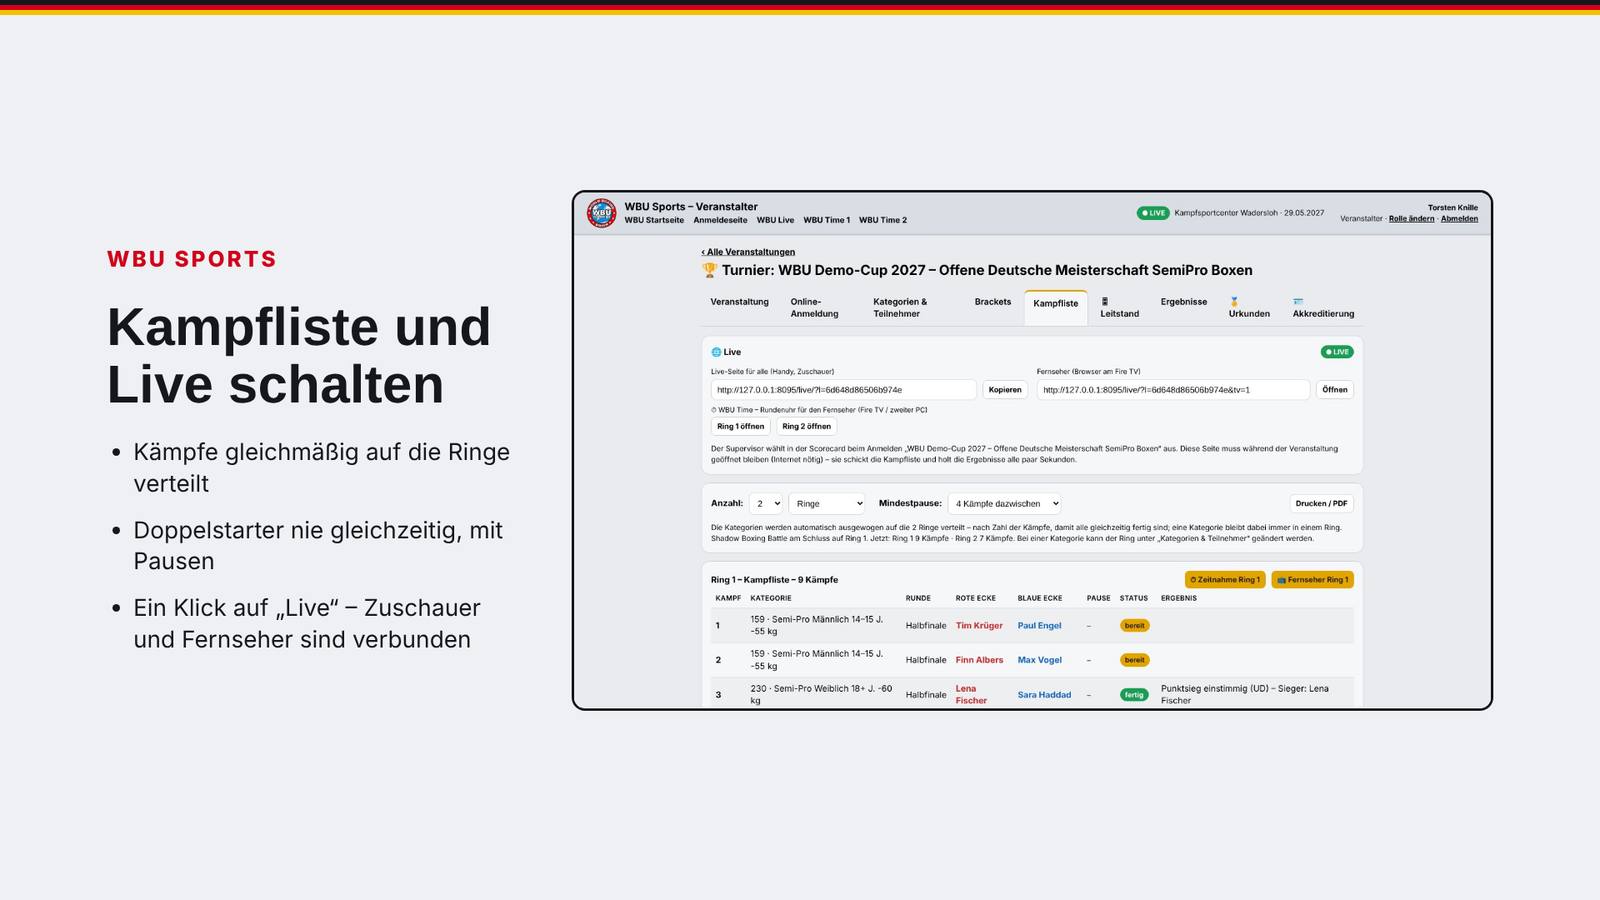 WBU SPORTS
Kampfliste und
Live schalten
• Kämpfe gleichmäßig auf die Ringe
verteilt
• Doppelstarter nie gleichzeitig, mit
Pausen
• Ein Klick auf „Live“ – Zuschauer
und Fernseher sind verbunden
WBU
WBU Sports – Veranstalter
WBU Startseite Anmeldeseite WBU Live WBU Time 1 WBU Time 2
LIVE Kampfsportcenter Wadersloh · 29.05.2027
Torsten Knille
Veranstalter · Rolle ändern · Abmelden
‹ Alle Veranstaltungen
Turnier: WBU Demo-Cup 2027 – Offene Deutsche Meisterschaft SemiPro Boxen
Veranstaltung
Online-
Anmeldung
Kategorien &
Teilnehmer
Brackets
Kampfliste
Leitstand
Ergebnisse
Urkunden
Akkreditierung
Live
LIVE
Live-Seite für alle (Handy, Zuschauer)
http://127.0.0.1:8095/live/?l=6d648d86506b974e Kopieren
Fernseher (Browser am Fire TV)
http://127.0.0.1:8095/live/?l=6d648d86506b974e&tv=1 Öffnen
WBU Time – Rundenuhr für den Fernseher (Fire TV / zweiter PC)
Ring 1 öffnen Ring 2 öffnen
Der Supervisor wählt in der Scorecard beim Anmelden „WBU Demo-Cup 2027 – Offene Deutsche Meisterschaft SemiPro Boxen“ aus. Diese Seite muss während der Veranstaltung
geöffnet bleiben (Internet nötig) – sie schickt die Kampfliste und holt die Ergebnisse alle paar Sekunden.
Anzahl: 2 Ringe Mindestpause: 4 Kämpfe dazwischen Drucken / PDF
Die Kategorien werden automatisch ausgewogen auf die 2 Ringe verteilt – nach Zahl der Kämpfe, damit alle gleichzeitig fertig sind; eine Kategorie bleibt dabei immer in einem Ring.
Shadow Boxing Battle am Schluss auf Ring 1. Jetzt: Ring 1 9 Kämpfe · Ring 2 7 Kämpfe. Bei einer Kategorie kann der Ring unter „Kategorien & Teilnehmer“ geändert werden.
Ring 1 – Kampfliste – 9 Kämpfe Zeitnahme Ring 1 Fernseher Ring 1
KAMPF KATEGORIE RUNDE ROTE ECKE BLAUE ECKE PAUSE STATUS ERGEBNIS
1 159 · Semi-Pro Männlich 14–15 J.
-55 kg Halbfinale Tim Krüger Paul Engel – bereit
2 159 · Semi-Pro Männlich 14–15 J.
-55 kg Halbfinale Finn Albers Max Vogel – bereit
3 230 · Semi-Pro Weiblich 18+ J. -60
kg Halbfinale Lena
Fischer Sara Haddad – fertig Punktsieg einstimmig (UD) – Sieger: Lena
Fischer